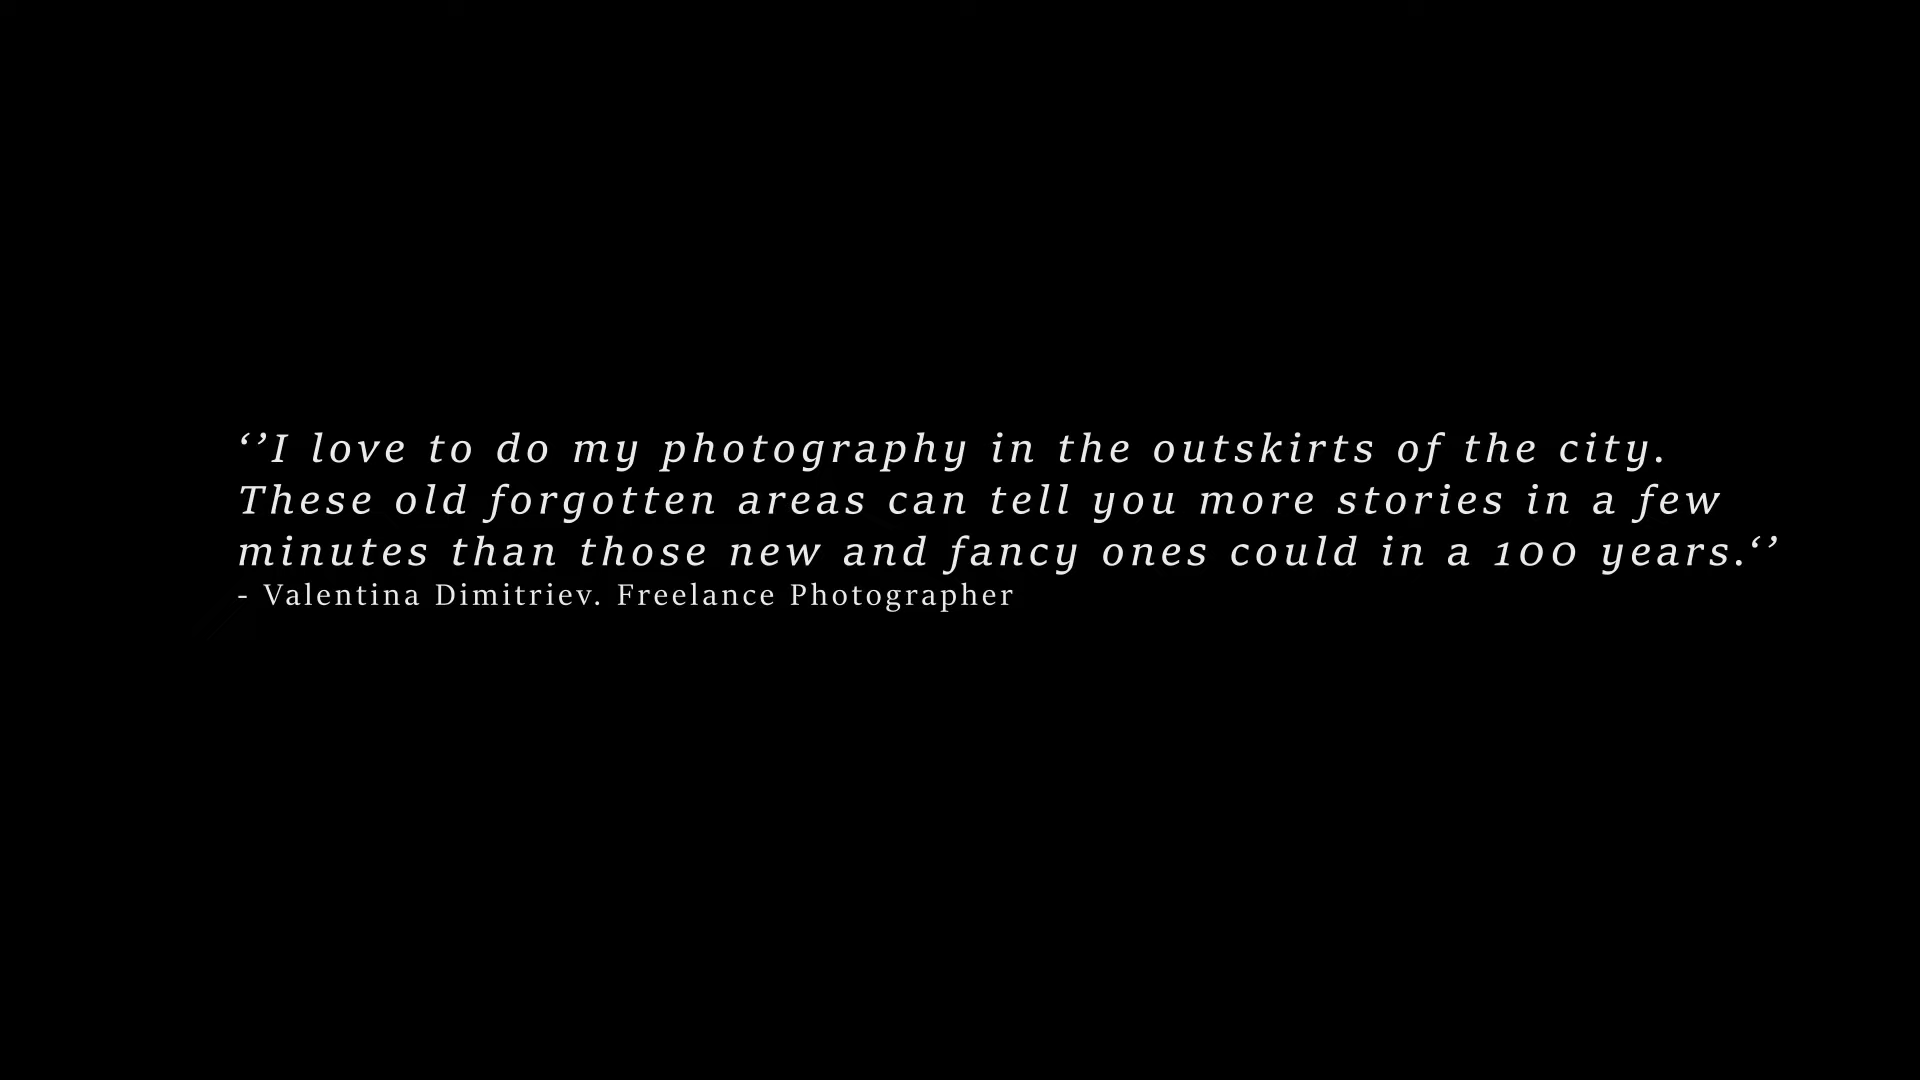 ‘’I love to do my photography in the outskirts of the city.
These old forgotten areas can tell you more stories in a few
minutes than those new and fancy ones could in a 100 years.‘’
- Valentina Dimitriev. Freelance Photographer